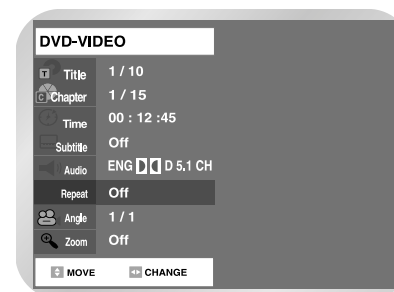 DVD-VIDEO
T Title 1 / 10
C Chapter 1 / 15
Time 00 : 12 :45
Subtitle Off
Audio ENG D 5.1 CH
Repeat Off
Angle 1 / 1
Zoom Off
MOVE CHANGE